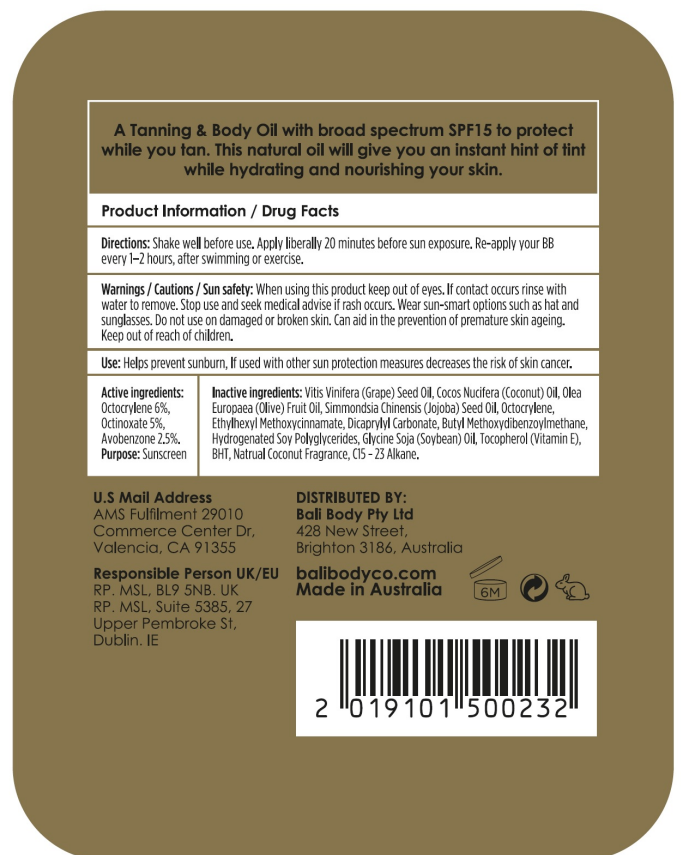 A Tanning & Body Oil with broad spectrum SPF15 to protect
while you tan. This natural oil will give you an instant hint of tint
while hydrating and nourishing your skin.
Product Information / Drug Facts
Directions: Shake well before use. Apply liberally 20 minutes before sun exposure. Re-apply your BB
every 1–2 hours, after swimming or exercise.
Warnings / Cautions / Sun safety: When using this product keep out of eyes. If contact occurs rinse with
water to remove. Stop use and seek medical advise if rash occurs. Wear sun-smart options such as hat and
sunglasses. Do not use on damaged or broken skin. Can aid in the prevention of premature skin ageing.
Keep out of reach of children.
Use: Helps prevent sunburn, If used with other sun protection measures decreases the risk of skin cancer.
Active ingredients:
Octocrylene 6%,
Octinoxate 5%,
Avobenzone 2.5%.
Purpose: Sunscreen
Inactive ingredients: Vitis Vinifera (Grape) Seed Oil, Cocos Nucifera (Coconut) Oil, Olea
Europaea (Olive) Fruit Oil, Simmondsia Chinensis (Jojoba) Seed Oil, Octocrylene,
Ethylhexyl Methoxycinnamate, Dicaprylyl Carbonate, Butyl Methoxydibenzoylmethane,
Hydrogenated Soy Polyglycerides, Glycine Soja (Soybean) Oil, Tocopherol (Vitamin E),
BHT, Natrual Coconut Fragrance, C15 - 23 Alkane.
U.S Mail Address
AMS Fulfilment 29010
Commerce Center Dr,
Valencia, CA 91355
Responsible Person UK/EU
RP. MSL, BL9 5NB. UK
RP. MSL, Suite 5385, 27
Upper Pembroke St,
Dublin. IE
DISTRIBUTED BY:
Bali Body Pty Ltd
428 New Street,
Brighton 3186, Australia
balibodyco.com
Made in Australia
6M
2 019101 500232